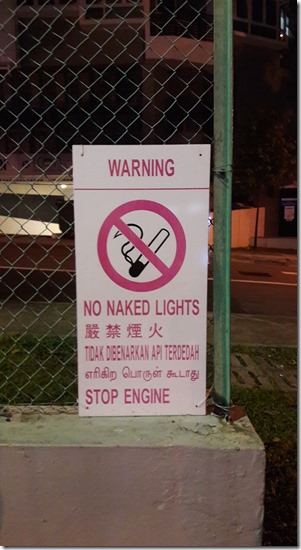 WARNING
NO NAKED LIGHTS
嚴禁煙火
TIDAK DIBENARKAN API TERDEDAH
எரிகிற பொருள் கூடாது
STOP ENGINE